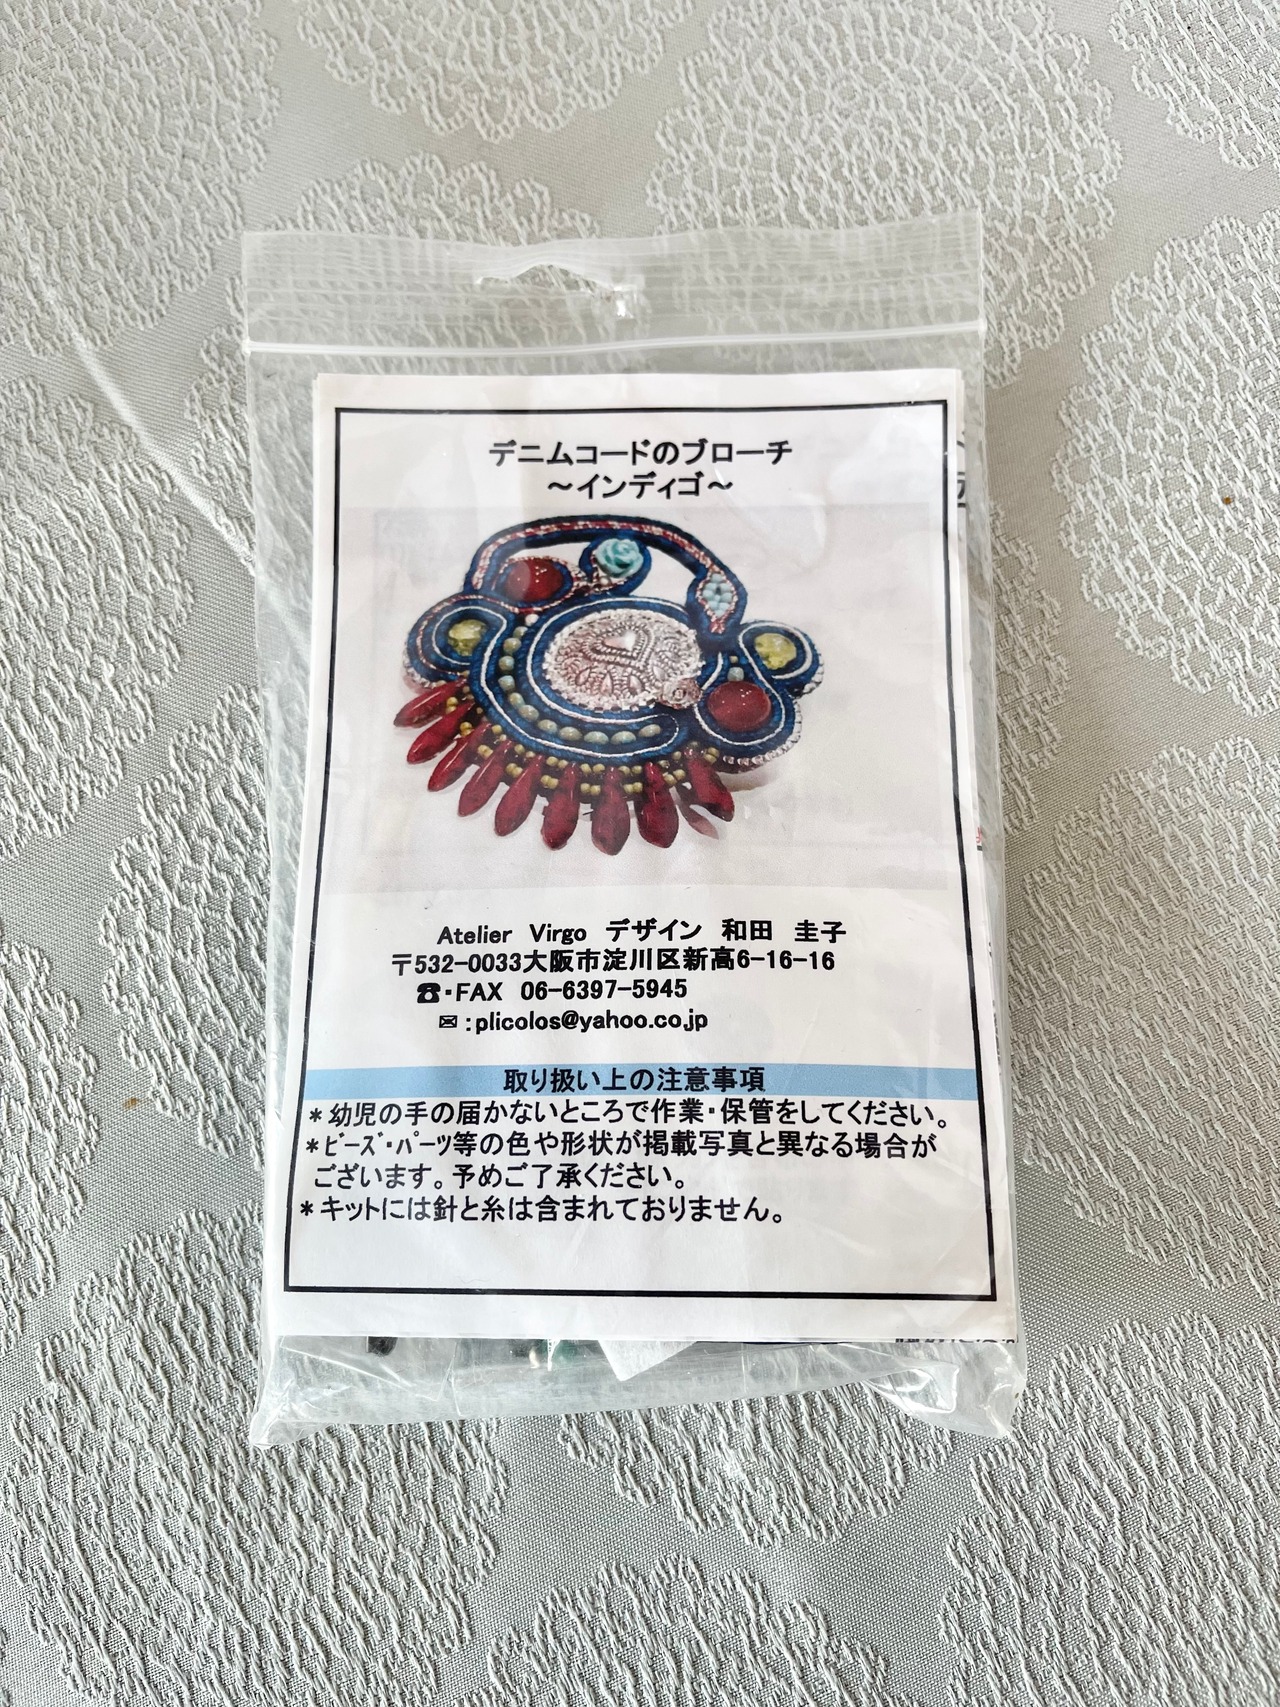 デニムコードのブローチ
～インディゴ～
Atelier Virgo デザイン 和田 圭子
〒532-0033大阪市淀川区新高6-16-16
☎・FAX 06-6397-5945
✉:plicolos@yahoo.co.jp
取り扱い上の注意事項
＊幼児の手の届かないところで作業・保管をしてください。
＊ﾋﾞｰｽﾞ・ﾊﾟｰﾂ等の色や形状が掲載写真と異なる場合が
ございます。予めご了承ください。
＊キットには針と糸は含まれておりません。